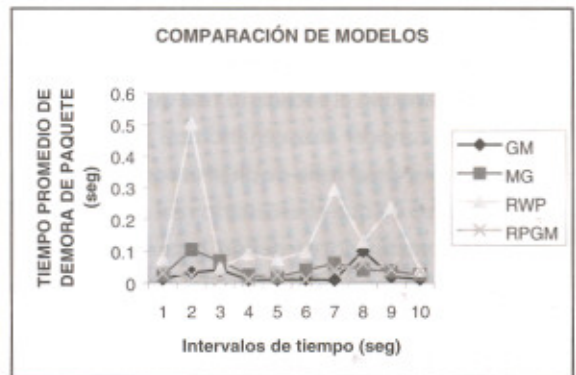 COMPARACIÓN DE MODELOS
TIEMPO PROMEDIO DE
DEMORA DE PAQUETE
(seg)
0.6
0.5
0.4
0.3
0.2
0.1
0
1 2 3 4 5 6 7 8 9 10
Intervalos de tiempo (seg)
GM
MG
RWP
RPGM